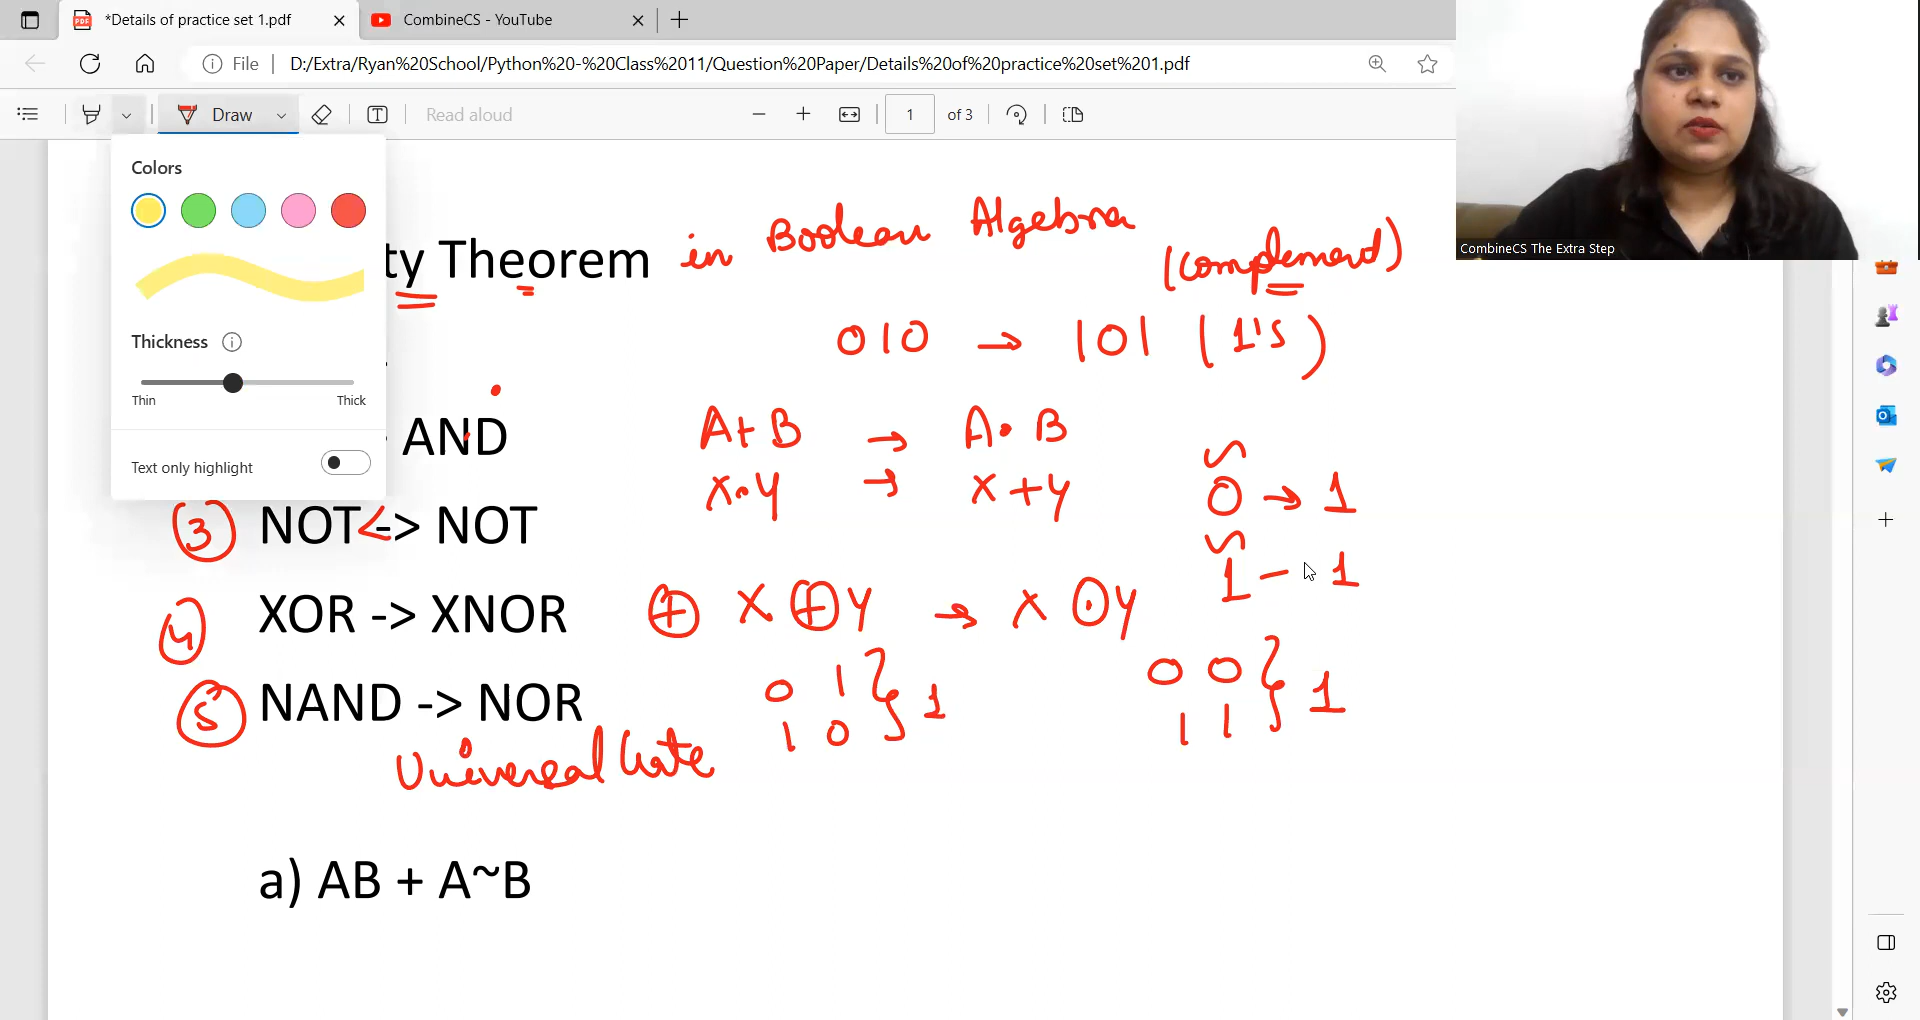 *Details of practice set 1.pdf
CombineCS - YouTube
File
D:/Extra/Ryan%20School/Python%20-%20Class%2011/Question%20Paper/Details%20of%20practice%20set%201.pdf
Draw
Read aloud
1 of 3
Colors
Thickness
Thin Thick
Text only highlight
CombineCS The Extra Step
ty Theorem in Boolean Algebra
(Complement)
010 → 101 (1's)
AND
A+B → A•B
X•Y → X+Y
0 → 1
③ NOT <-> NOT
1 - 1
④ XOR -> XNOR ⊕ X⊕Y → X⊙Y
⑤ NAND -> NOR
0 1
1 0 } 1
0 0
1 1 } 1
Universal Gate
a) AB + A~B